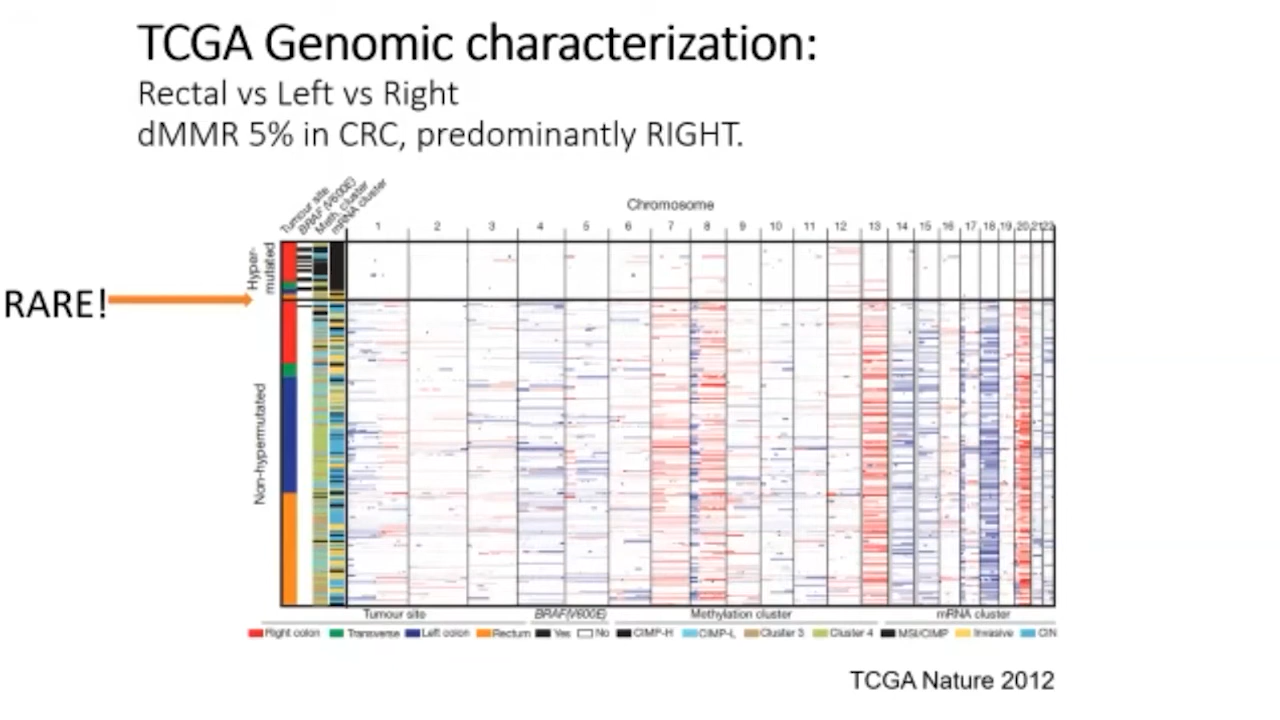 TCGA Genomic characterization:
Rectal vs Left vs Right
dMMR 5% in CRC, predominantly RIGHT.
Tumour site
BRAF (V600E)
Meth. cluster
mRNA cluster
Chromosome
1 2 3 4 5 6 7 8 9 10 11 12 13 14 15 16 17 18 19 20 21 22
Hyper-
mutated
RARE!
Non-hypermutated
Tumour site BRAF(V600E) Methylation cluster mRNA cluster
Right colon Transverse Left colon Rectum Yes No CIMP-H CIMP-L Cluster 3 Cluster 4 MSI/CIMP Invasive CIN
TCGA Nature 2012